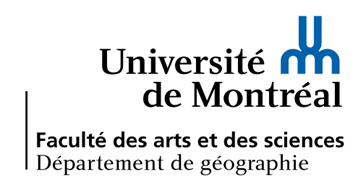 Université
de Montréal
Faculté des arts et des sciences
Département de géographie